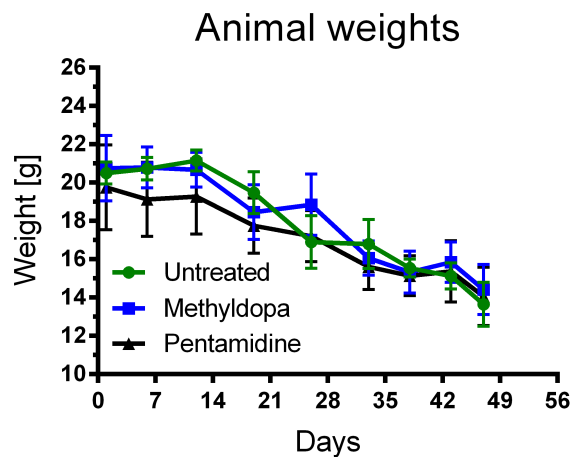 Animal weights
26
24
22
20
18
16
14
12
10
Weight [g]
Untreated
Methyldopa
Pentamidine
0 7 14 21 28 35 42 49 56
Days